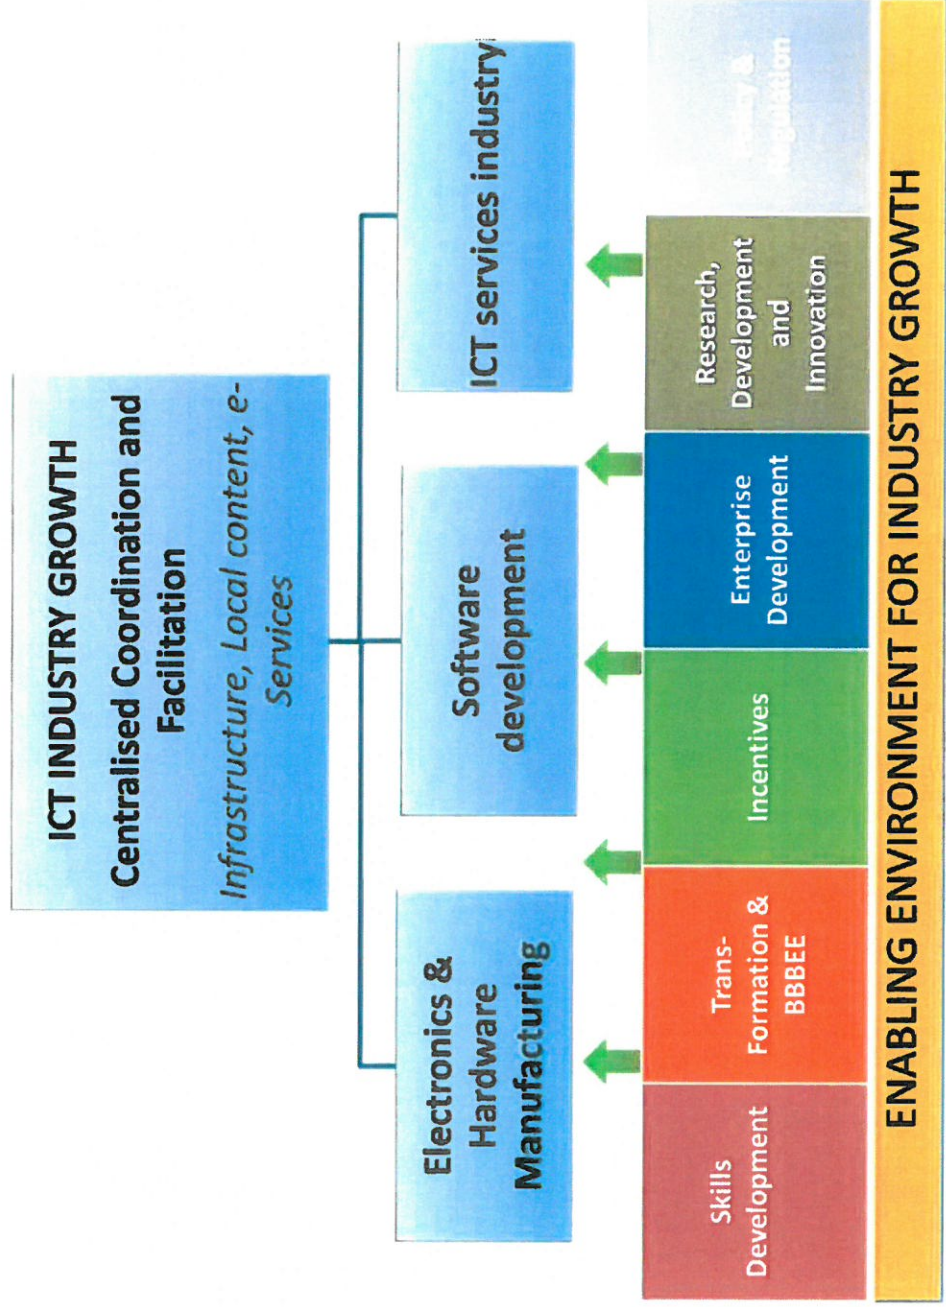 ICT INDUSTRY GROWTH
Centralised Coordination and
Facilitation
Infrastructure, Local content, e-
Services
Electronics &
Hardware
Manufacturing
Software
development
ICT services industry
Skills
Development
Trans-
Formation &
BBBEE
Incentives
Enterprise
Development
Research,
Development
and
Innovation
&
ENABLING ENVIRONMENT FOR INDUSTRY GROWTH